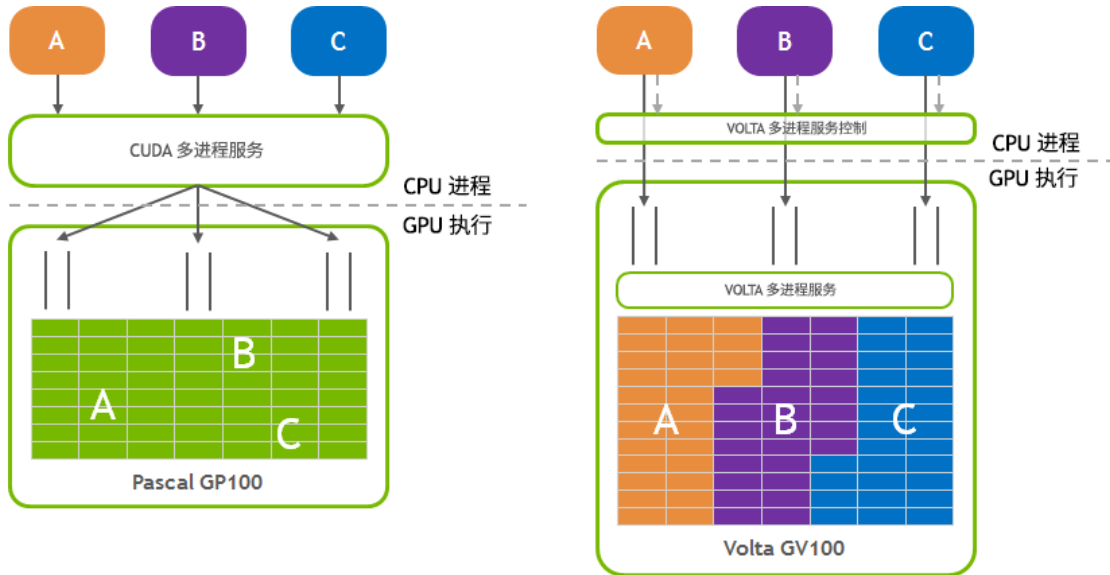 A
B
C
CUDA 多进程服务
CPU 进程
GPU 执行
B
A
C
Pascal GP100
A
B
C
VOLTA 多进程服务控制
CPU 进程
GPU 执行
VOLTA 多进程服务
A
B
C
Volta GV100